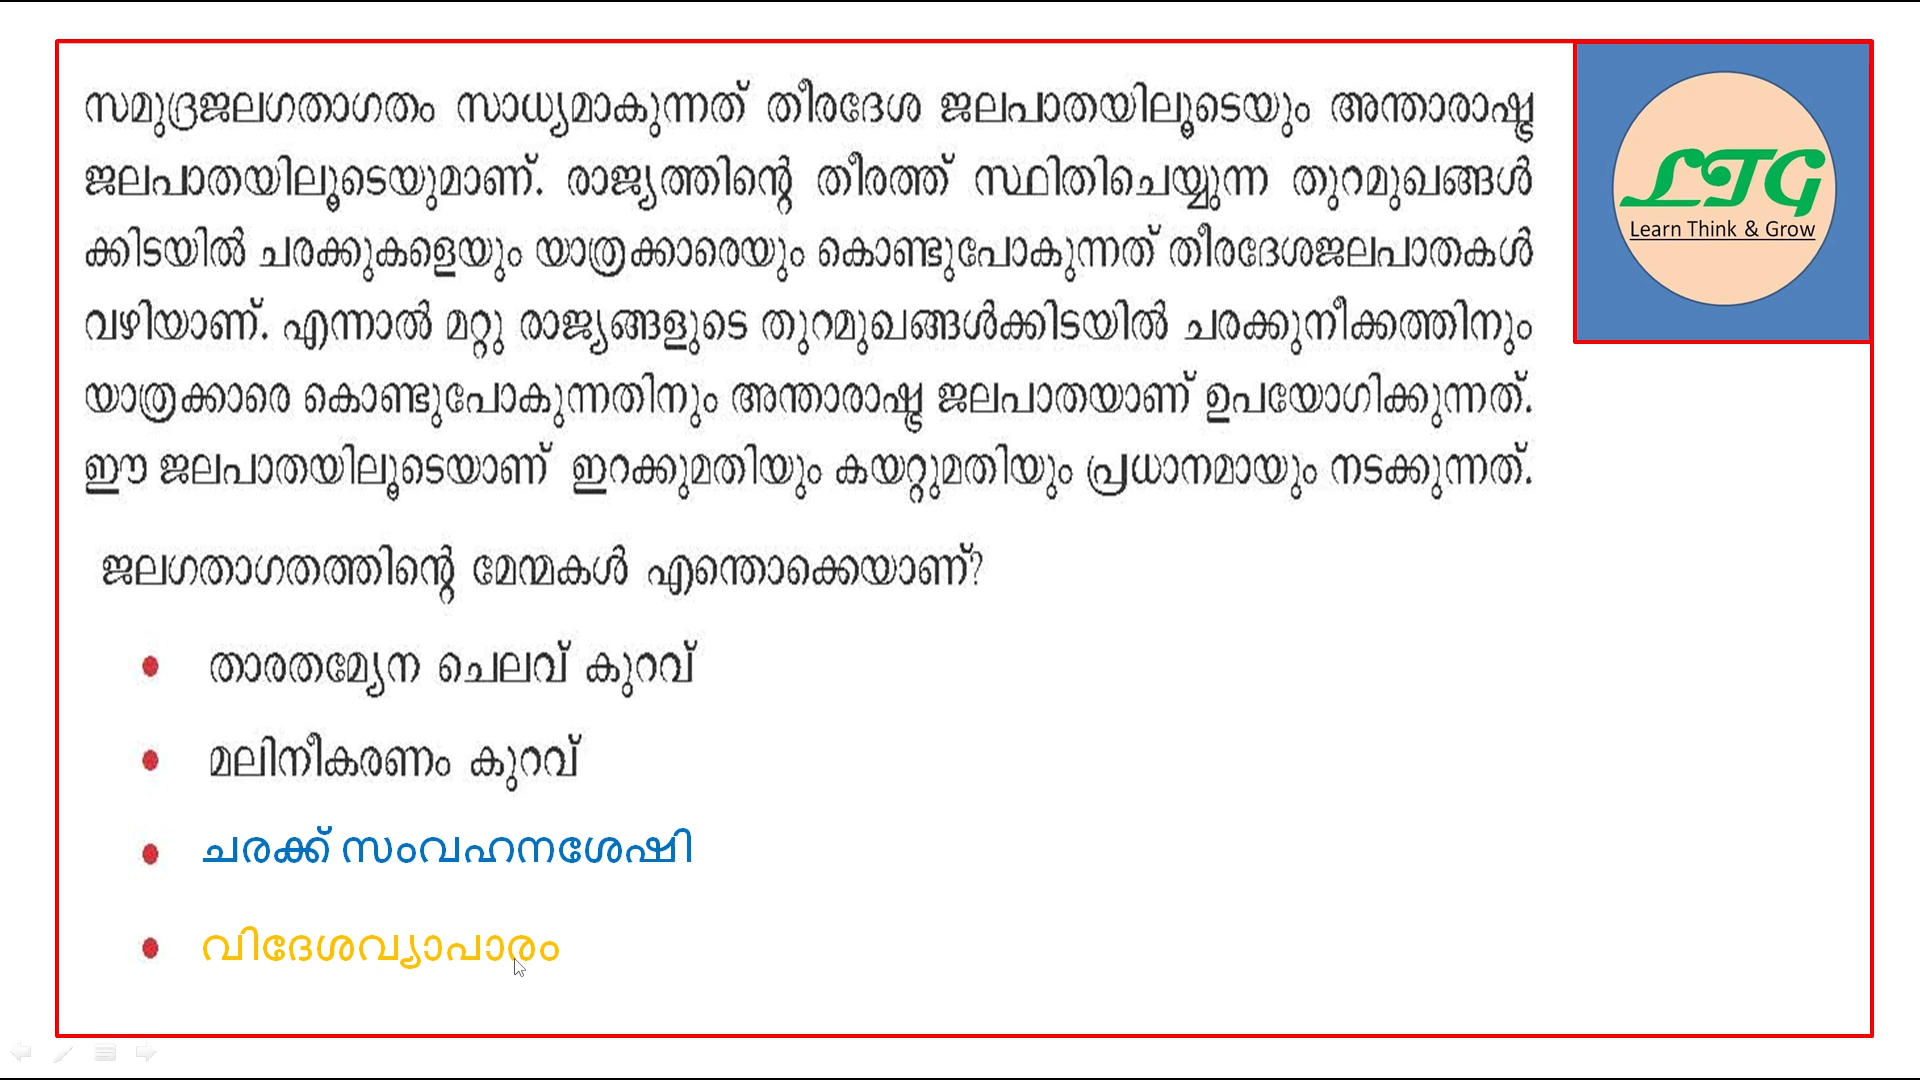 സമുദ്രജലഗതാഗതം സാധ്യമാകുന്നത് തീരദേശ ജലപാതയിലൂടെയും അന്താരാഷ്ട്ര
ജലപാതയിലൂടെയുമാണ്. രാജ്യത്തിന്റെ തീരത്ത് സ്ഥിതിചെയ്യുന്ന തുറമുഖങ്ങൾ
ക്കിടയിൽ ചരക്കുകളെയും യാത്രക്കാരെയും കൊണ്ടുപോകുന്നത് തീരദേശജലപാതകൾ
വഴിയാണ്. എന്നാൽ മറ്റു രാജ്യങ്ങളുടെ തുറമുഖങ്ങൾക്കിടയിൽ ചരക്കുനീക്കത്തിനും
യാത്രക്കാരെ കൊണ്ടുപോകുന്നതിനും അന്താരാഷ്ട്ര ജലപാതയാണ് ഉപയോഗിക്കുന്നത്.
ഈ ജലപാതയിലൂടെയാണ് ഇറക്കുമതിയും കയറ്റുമതിയും പ്രധാനമായും നടക്കുന്നത്.
ജലഗതാഗതത്തിന്റെ മേന്മകൾ എന്തൊക്കെയാണ്?
• താരതമ്യേന ചെലവ് കുറവ്
• മലിനീകരണം കുറവ്
• ചരക്ക് സംവഹനശേഷി
• വിദേശവ്യാപാരം
LTG
Learn Think & Grow